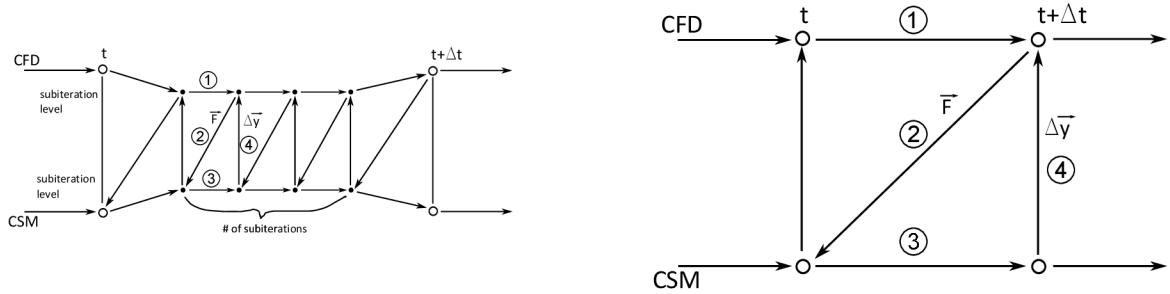 CFD
t
t+Δt
subiteration
level
①
②
F⃗
Δy⃗
④
subiteration
level
③
CSM
# of subiterations
CFD
t
①
t+Δt
F⃗
②
Δy⃗
④
③
CSM